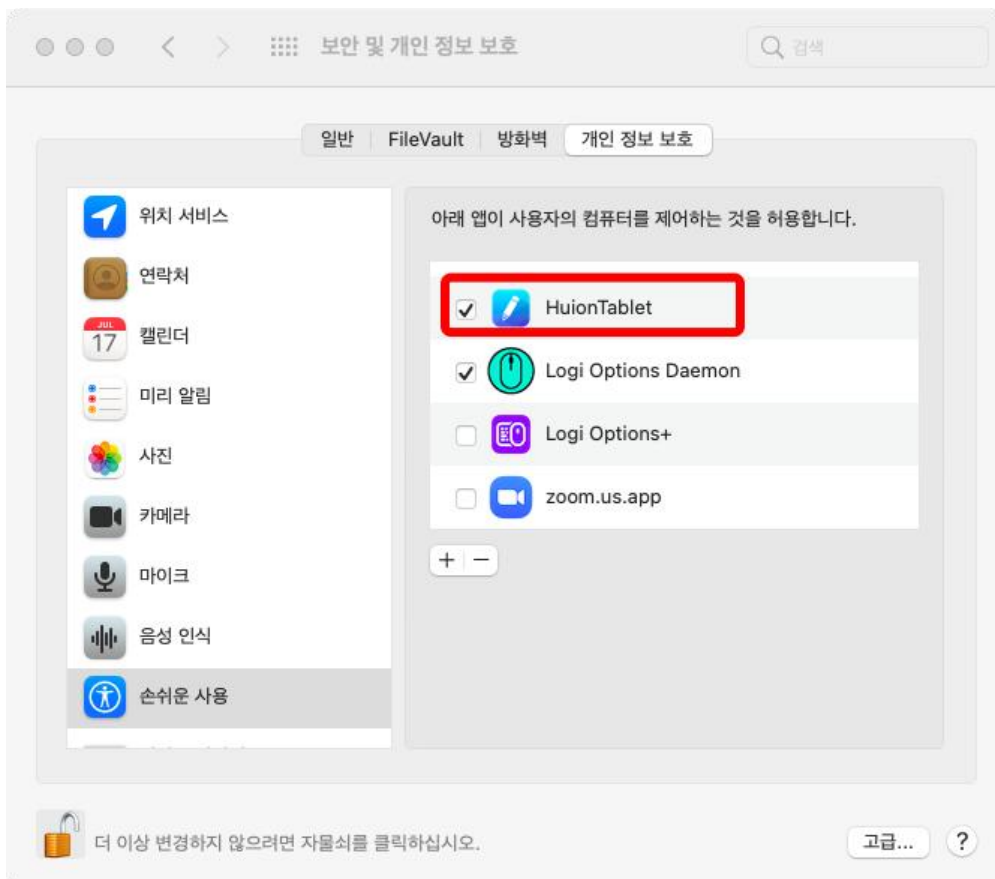 보안 및 개인 정보 보호
검색
일반
FileVault
방화벽
개인 정보 보호
위치 서비스
연락처
JUL
17
캘린더
미리 알림
사진
카메라
마이크
음성 인식
손쉬운 사용
아래 앱이 사용자의 컴퓨터를 제어하는 것을 허용합니다.
HuionTablet
Logi Options Daemon
Logi Options+
zoom.us.app
더 이상 변경하지 않으려면 자물쇠를 클릭하십시오.
고급...
?